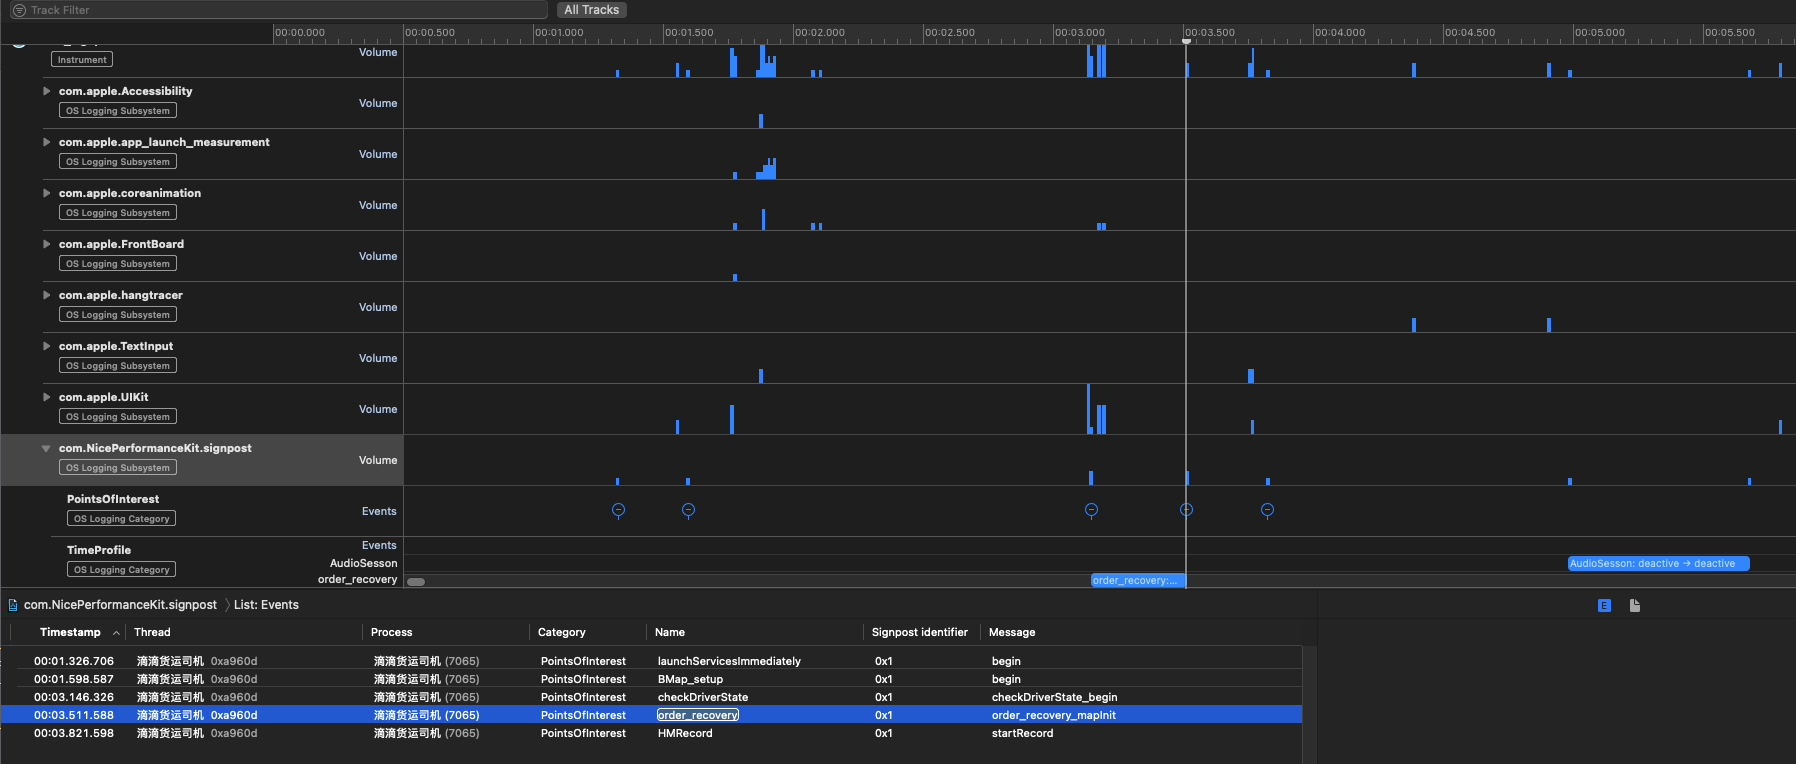 Track Filter
All Tracks
00:00.000 00:00.500 00:01.000 00:01.500 00:02.000 00:02.500 00:03.000 00:03.500 00:04.000 00:04.500 00:05.000 00:05.500
Volume
Instrument
com.apple.Accessibility
OS Logging Subsystem
Volume
com.apple.app_launch_measurement
OS Logging Subsystem
Volume
com.apple.coreanimation
OS Logging Subsystem
Volume
com.apple.FrontBoard
OS Logging Subsystem
Volume
com.apple.hangtracer
OS Logging Subsystem
Volume
com.apple.TextInput
OS Logging Subsystem
Volume
com.apple.UIKit
OS Logging Subsystem
Volume
com.NicePerformanceKit.signpost
OS Logging Subsystem
Volume
PointsOfInterest
OS Logging Category
Events
TimeProfile
OS Logging Category
Events
AudioSesson
AudioSesson: deactive → deactive
order_recovery
order_recovery:...
com.NicePerformanceKit.signpost List: Events
E
Timestamp Thread Process Category Name Signpost identifier Message
00:01.326.706 滴滴货运司机 0xa960d 滴滴货运司机 (7065) PointsOfInterest launchServicesImmediately 0x1 begin
00:01.598.587 滴滴货运司机 0xa960d 滴滴货运司机 (7065) PointsOfInterest BMap_setup 0x1 begin
00:03.146.326 滴滴货运司机 0xa960d 滴滴货运司机 (7065) PointsOfInterest checkDriverState 0x1 checkDriverState_begin
00:03.511.588 滴滴货运司机 0xa960d 滴滴货运司机 (7065) PointsOfInterest order_recovery 0x1 order_recovery_mapInit
00:03.821.598 滴滴货运司机 0xa960d 滴滴货运司机 (7065) PointsOfInterest HMRecord 0x1 startRecord